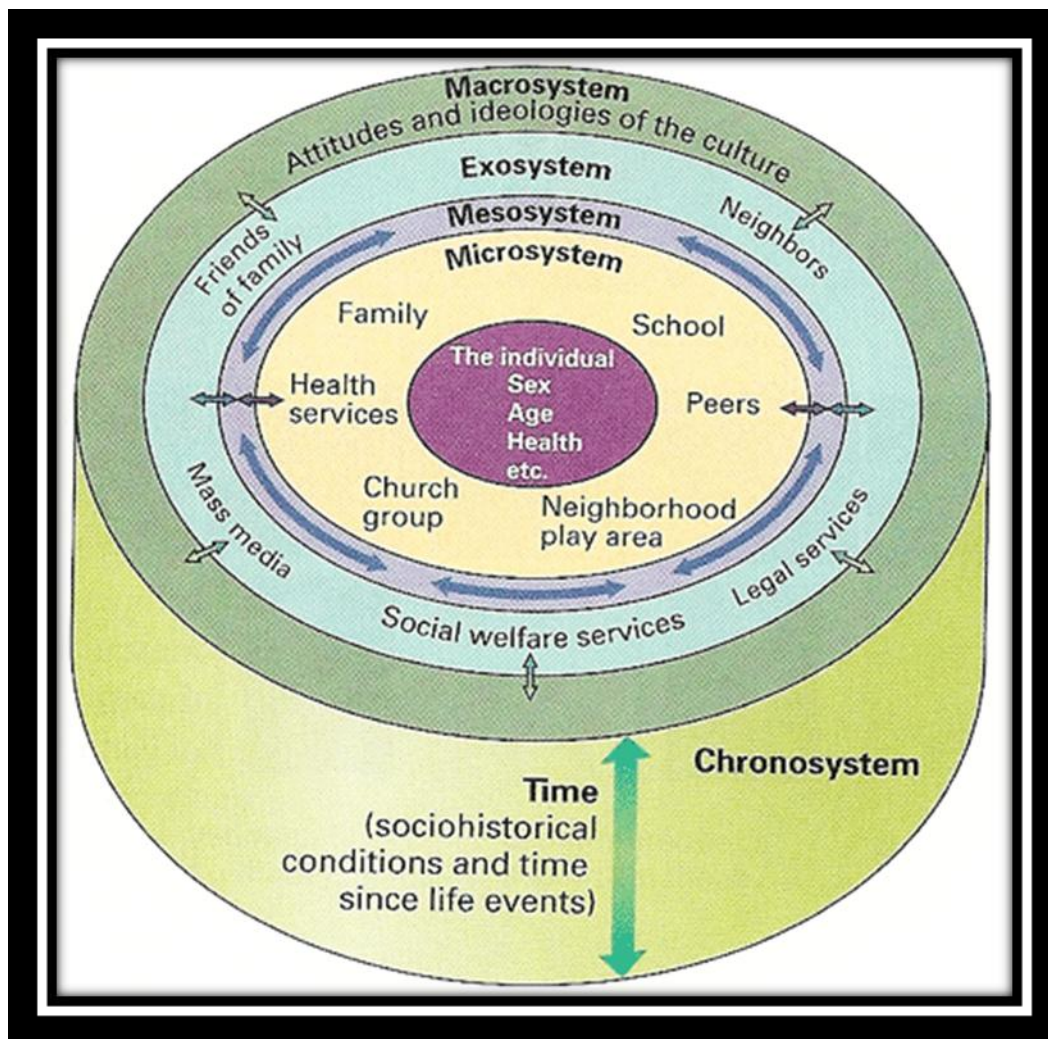 Macrosystem
Attitudes and ideologies of the culture
Exosystem
Mesosystem
Microsystem
Friends
of family
Neighbors
Family
School
The individual
Sex
Age
Health
etc.
Health
services
Peers
Church
group
Neighborhood
play area
Mass media
Legal services
Social welfare services
Chronosystem
Time
(sociohistorical
conditions and time
since life events)